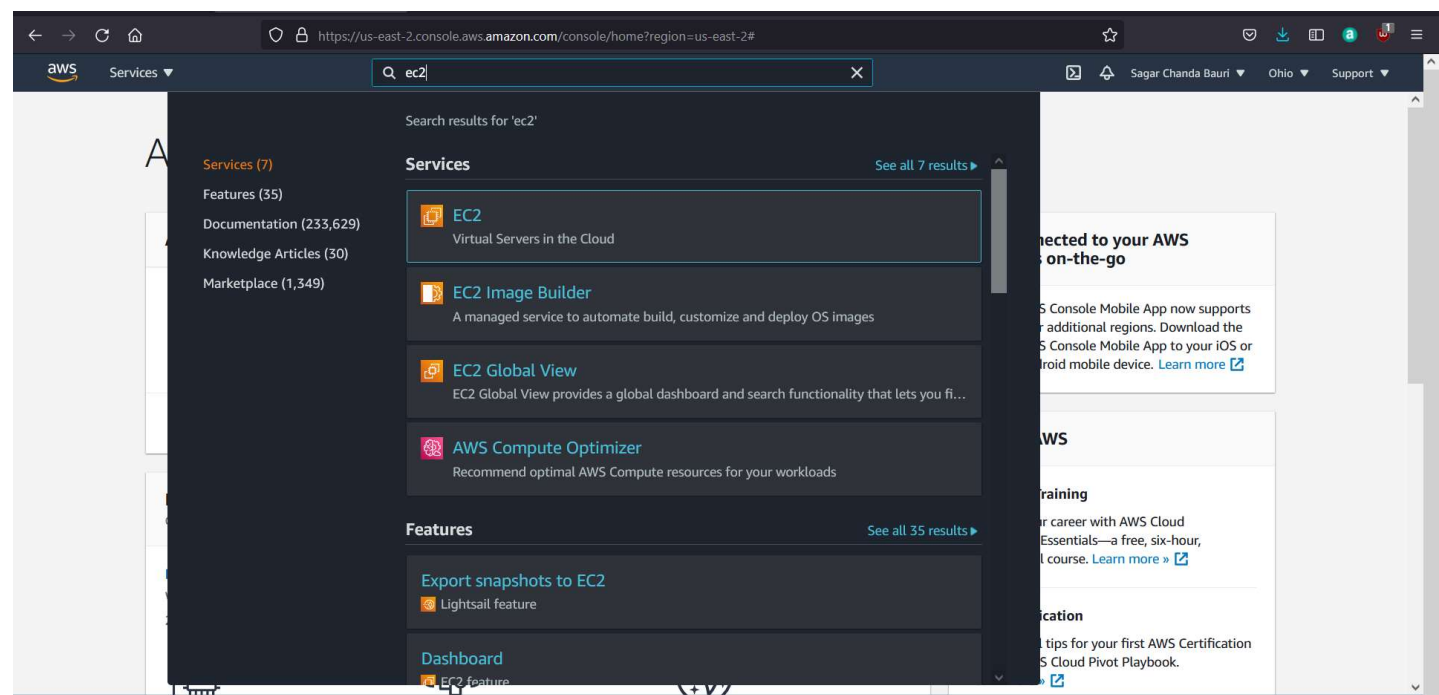 https://us-east-2.console.aws.amazon.com/console/home?region=us-east-2#
a
1
aws
Services ▼
ec2
Sagar Chanda Bauri ▼
Ohio ▼
Support ▼
Search results for 'ec2'
A
Services (7)
Features (35)
Documentation (233,629)
Knowledge Articles (30)
Marketplace (1,349)
Services
See all 7 results ▶
EC2
Virtual Servers in the Cloud
EC2 Image Builder
A managed service to automate build, customize and deploy OS images
EC2 Global View
EC2 Global View provides a global dashboard and search functionality that lets you fi...
AWS Compute Optimizer
Recommend optimal AWS Compute resources for your workloads
Features
See all 35 results ▶
Export snapshots to EC2
Lightsail feature
Dashboard
EC2 feature
to your AWS
on-the-go
Console Mobile App now supports
additional regions. Download the
Console Mobile App to your iOS or
mobile device. Learn more
career with AWS Cloud
Essentials—a free, six-hour,
course. Learn more »
tips for your first AWS Certification
Cloud Pivot Playbook.
»